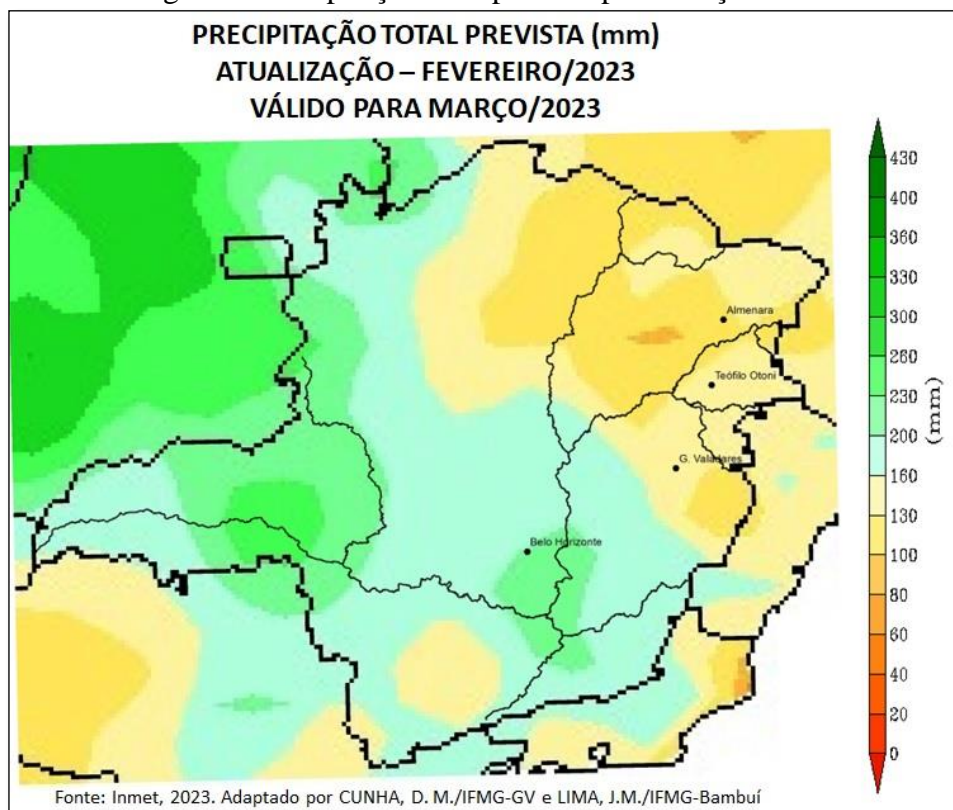 PRECIPITAÇÃO TOTAL PREVISTA (mm)
ATUALIZAÇÃO – FEVEREIRO/2023
VÁLIDO PARA MARÇO/2023
430
400
360
330
300
260
230
200
160
130
100
80
60
40
20
0
(mm)
Almenara
Teófilo Otoni
G. Valadares
Belo Horizonte
Fonte: Inmet, 2023. Adaptado por CUNHA, D. M./IFMG-GV e LIMA, J.M./IFMG-Bambuí